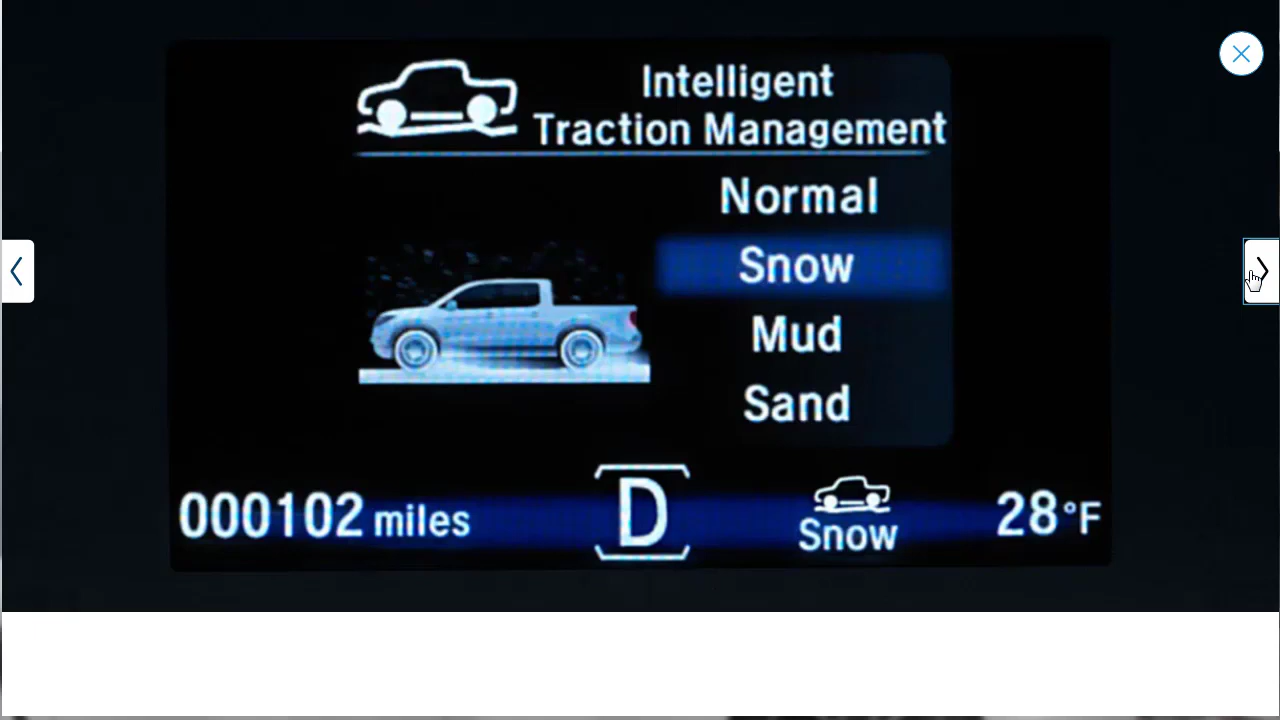 Intelligent
Traction Management
Normal
Snow
Mud
Sand
000102 miles
D
Snow
28°F